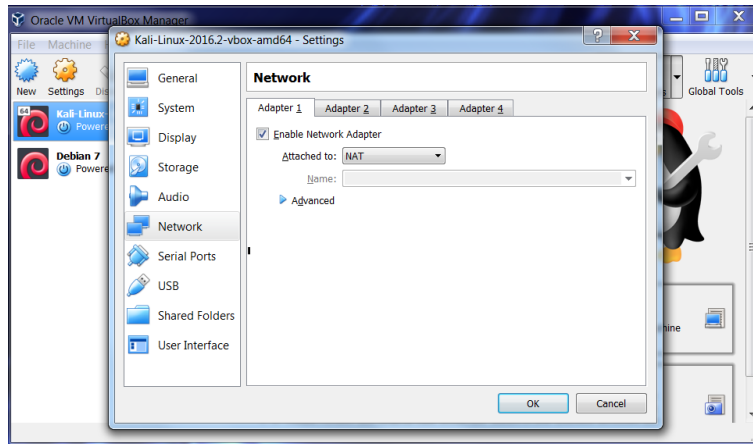 Oracle VM VirtualBox Manager
File Machine
New Settings Dis
Global Tools
64
Kali-Linux-
Powere
Debian 7
Powere
hine
Kali-Linux-2016.2-vbox-amd64 - Settings
?
X
General
System
Display
Storage
Audio
Network
Serial Ports
USB
Shared Folders
User Interface
Network
Adapter 1 Adapter 2 Adapter 3 Adapter 4
Enable Network Adapter
Attached to: NAT
Name:
Advanced
OK Cancel